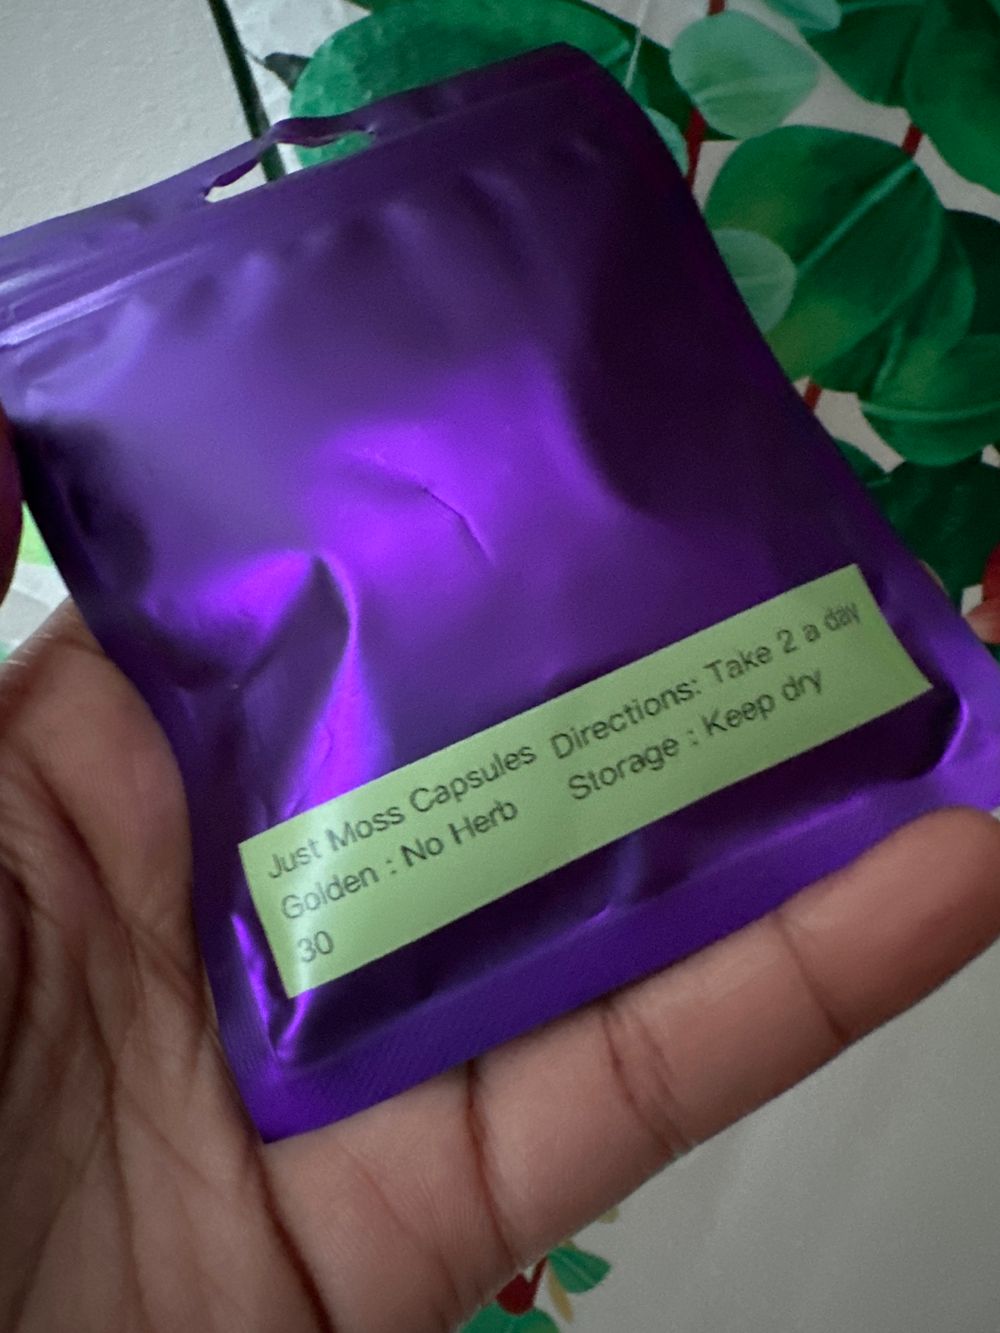 Just Moss Capsules Directions: Take 2 a day
Golden : No Herb Storage : Keep dry
30